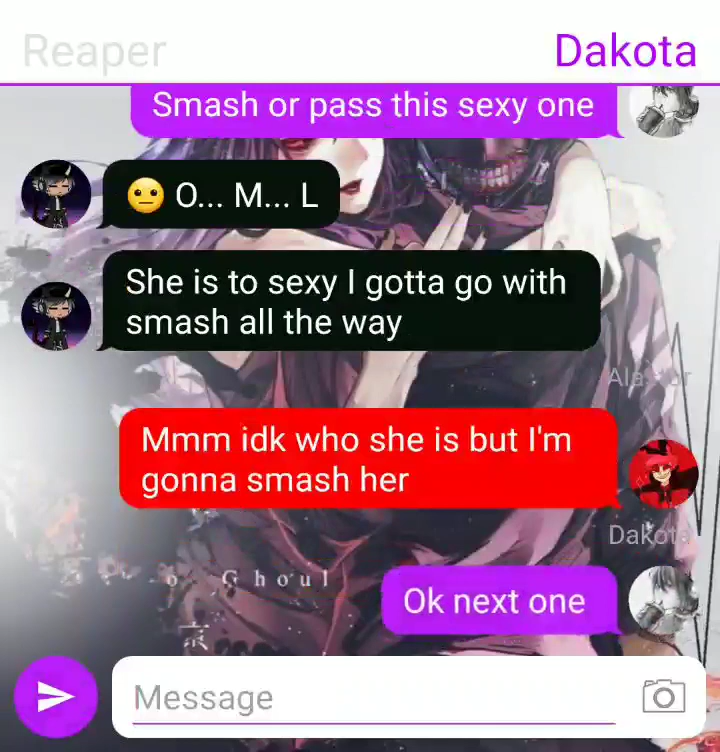 Reaper
Dakota
Smash or pass this sexy one
😐 O... M... L
She is to sexy I gotta go with
smash all the way
Mmm idk who she is but I'm
gonna smash her
Dakota
Ghoul
Ok next one
Message